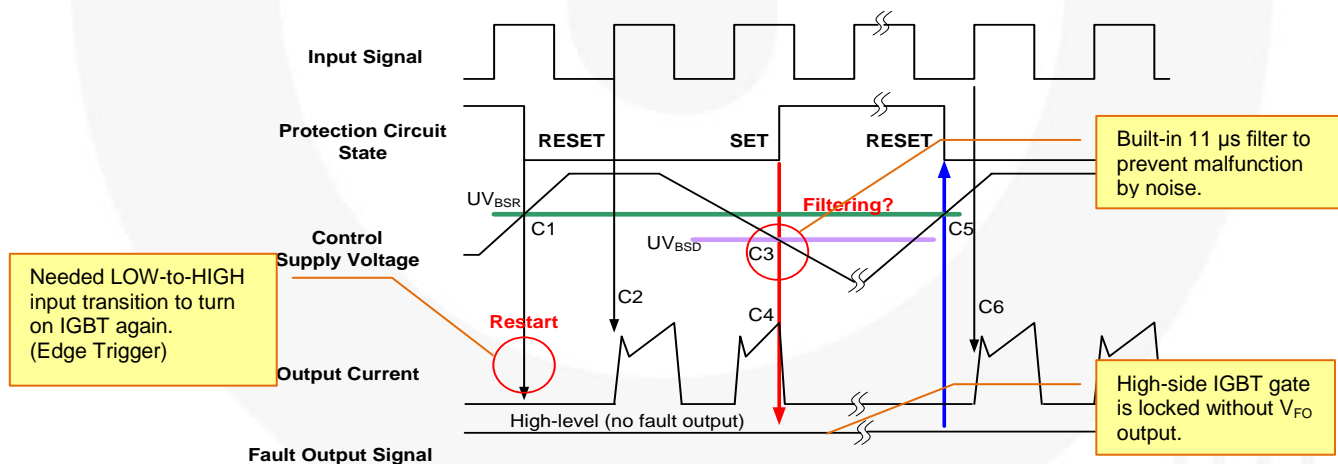 Input Signal
Protection Circuit
State
RESET
SET
RESET
Built-in 11 µs filter to
prevent malfunction
by noise.
UVBSR
Filtering?
C1
C5
Control
Supply Voltage
UVBSD
C3
Needed LOW-to-HIGH
input transition to turn
on IGBT again.
(Edge Trigger)
C2
C4
C6
Restart
Output Current
High-side IGBT gate
is locked without VFO
output.
High-level (no fault output)
Fault Output Signal